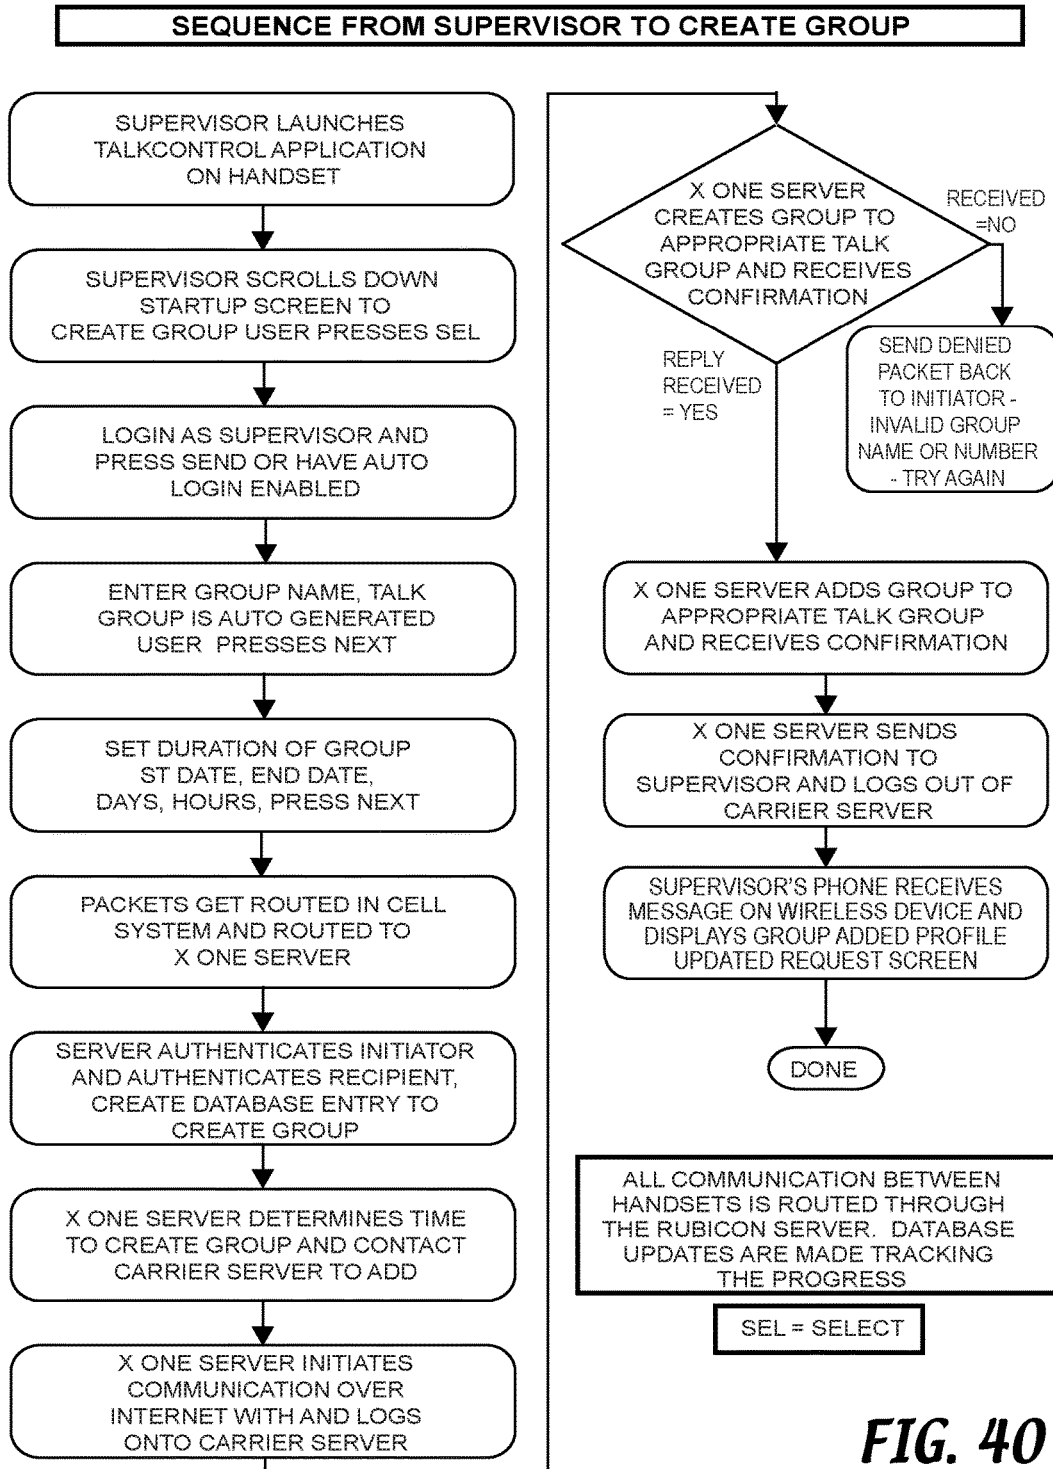 SEQUENCE FROM SUPERVISOR TO CREATE GROUP
SUPERVISOR LAUNCHES
TALKCONTROL APPLICATION
ON HANDSET
SUPERVISOR SCROLLS DOWN
STARTUP SCREEN TO
CREATE GROUP USER PRESSES SEL
LOGIN AS SUPERVISOR AND
PRESS SEND OR HAVE AUTO
LOGIN ENABLED
ENTER GROUP NAME, TALK
GROUP IS AUTO GENERATED
USER PRESSES NEXT
SET DURATION OF GROUP
ST DATE, END DATE,
DAYS, HOURS, PRESS NEXT
PACKETS GET ROUTED IN CELL
SYSTEM AND ROUTED TO
X ONE SERVER
SERVER AUTHENTICATES INITIATOR
AND AUTHENTICATES RECIPIENT,
CREATE DATABASE ENTRY TO
CREATE GROUP
X ONE SERVER DETERMINES TIME
TO CREATE GROUP AND CONTACT
CARRIER SERVER TO ADD
X ONE SERVER INITIATES
COMMUNICATION OVER
INTERNET WITH AND LOGS
ONTO CARRIER SERVER
X ONE SERVER
CREATES GROUP TO
APPROPRIATE TALK
GROUP AND RECEIVES
CONFIRMATION
RECEIVED
=NO
SEND DENIED
PACKET BACK
TO INITIATOR -
INVALID GROUP
NAME OR NUMBER
- TRY AGAIN
REPLY
RECEIVED
= YES
X ONE SERVER ADDS GROUP TO
APPROPRIATE TALK GROUP
AND RECEIVES CONFIRMATION
X ONE SERVER SENDS
CONFIRMATION TO
SUPERVISOR AND LOGS OUT OF
CARRIER SERVER
SUPERVISOR'S PHONE RECEIVES
MESSAGE ON WIRELESS DEVICE AND
DISPLAYS GROUP ADDED PROFILE
UPDATED REQUEST SCREEN
DONE
ALL COMMUNICATION BETWEEN
HANDSETS IS ROUTED THROUGH
THE RUBICON SERVER. DATABASE
UPDATES ARE MADE TRACKING
THE PROGRESS
SEL = SELECT
FIG. 40